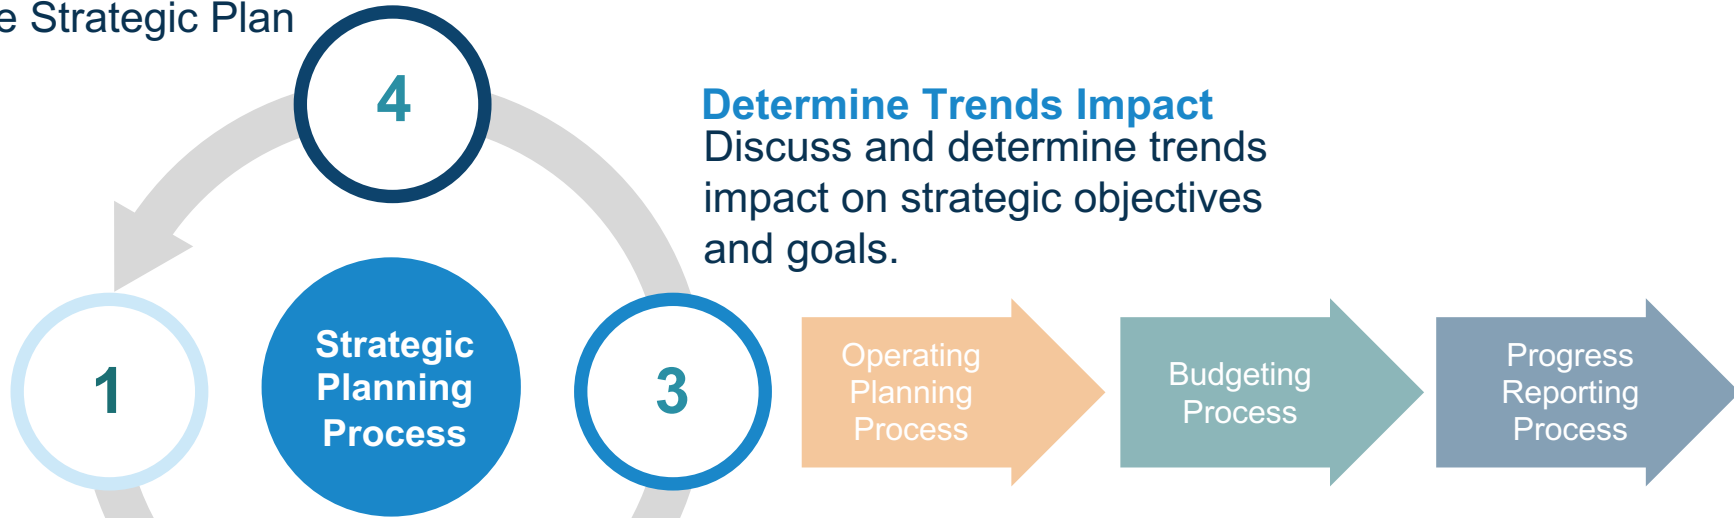 e Strategic Plan
4
Determine Trends Impact
Discuss and determine trends
impact on strategic objectives
and goals.
1
Strategic
Planning
Process
3
Operating
Planning
Process
Budgeting
Process
Progress
Reporting
Process